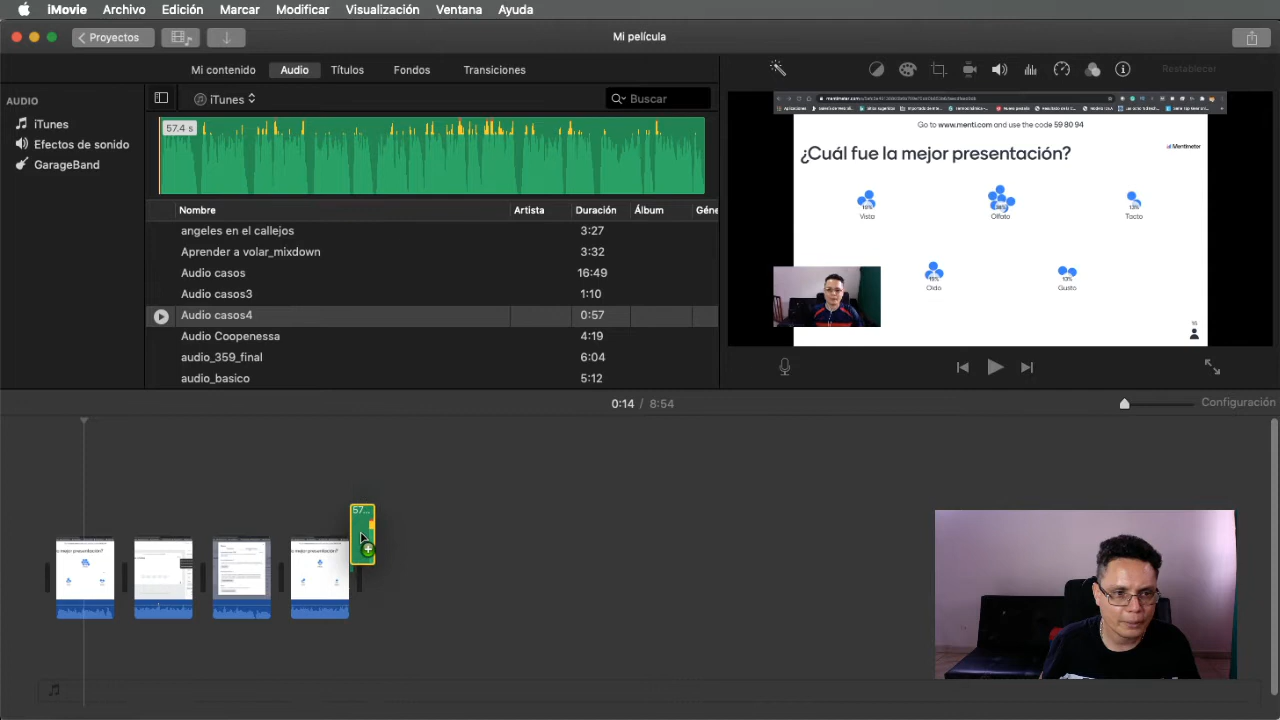 iMovie Archivo Edición Marcar Modificar Visualización Ventana Ayuda
Proyectos
Mi película
Mi contenido Audio Títulos Fondos Transiciones
Restablecer
AUDIO
iTunes
Efectos de sonido
GarageBand
iTunes
Buscar
57.4 s
Nombre Artista Duración Álbum Géne
angeles en el callejos 3:27
Aprender a volar_mixdown 3:32
Audio casos 16:49
Audio casos3 1:10
Audio casos4 0:57
Audio Coopenessa 4:19
audio_359_final 6:04
audio_basico 5:12
Go to www.menti.com and use the code 59 80 94
¿Cuál fue la mejor presentación?
Mentimeter
Vista
Olfato
Tacto
Oído
Gusto
0:14 / 8:54
Configuración
57...